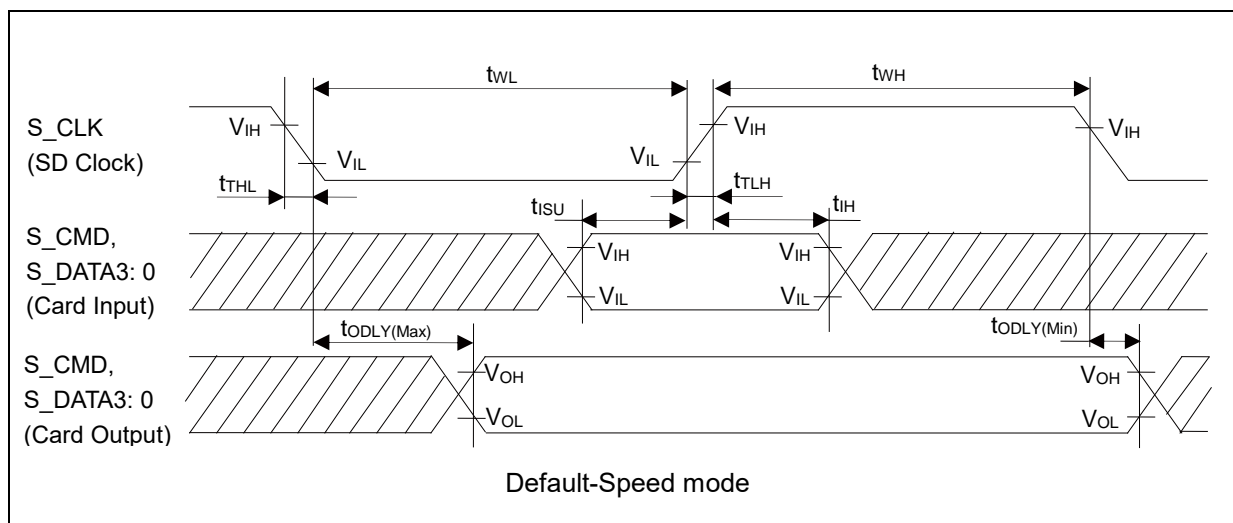 tWL
tWH
S_CLK
(SD Clock)
VIH
VIL
VIL
VIH
VIH
tTHL
tTLH
tISU
tIH
S_CMD,
S_DATA3: 0
(Card Input)
VIH
VIL
VIH
VIL
tODLY(Max)
tODLY(Min)
S_CMD,
S_DATA3: 0
(Card Output)
VOH
VOL
VOH
VOL
Default-Speed mode